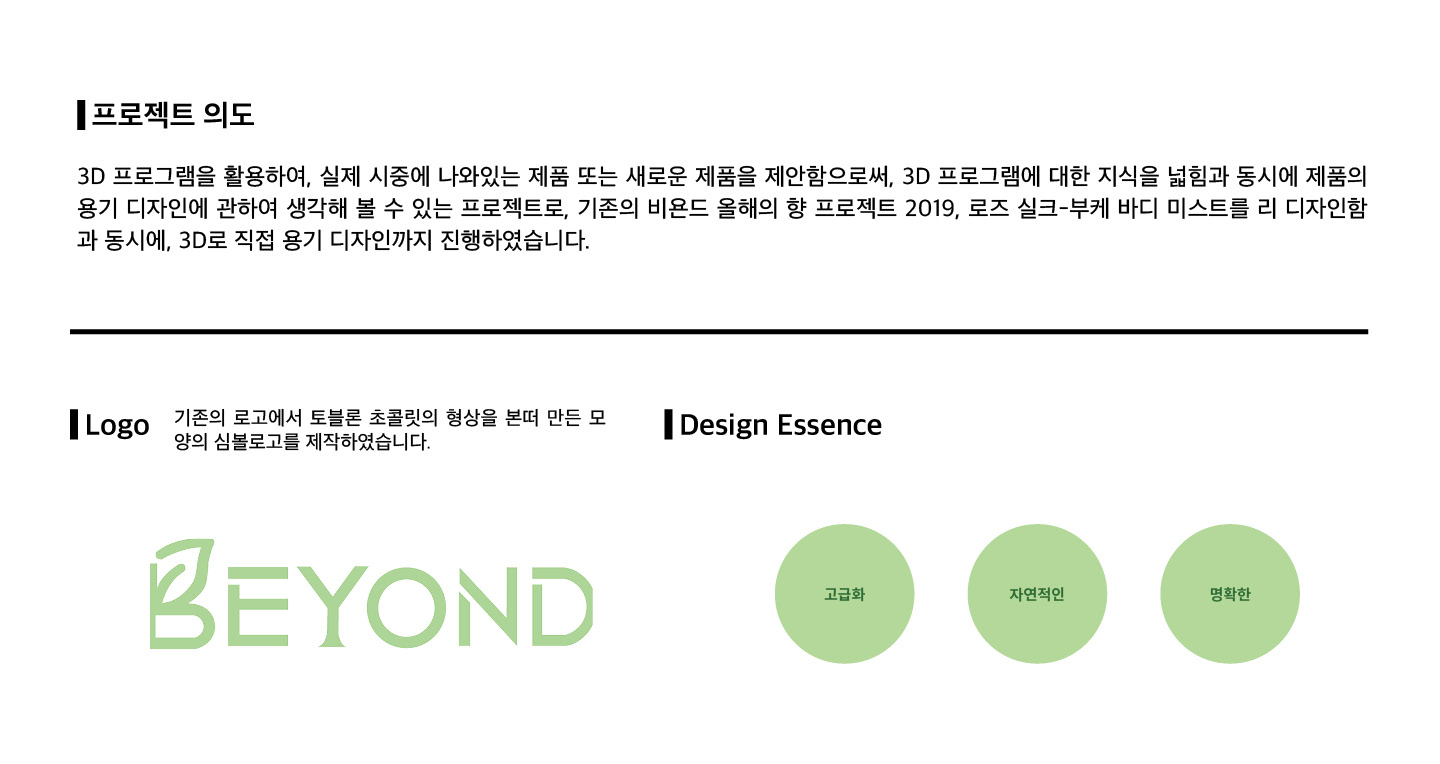 프로젝트 의도
3D 프로그램을 활용하여, 실제 시중에 나와있는 제품 또는 새로운 제품을 제안함으로써, 3D 프로그램에 대한 지식을 넓힘과 동시에 제품의
용기 디자인에 관하여 생각해 볼 수 있는 프로젝트로, 기존의 비욘드 올해의 향 프로젝트 2019, 로즈 실크-부케 바디 미스트를 리 디자인함
과 동시에, 3D로 직접 용기 디자인까지 진행하였습니다.
Logo
기존의 로고에서 토블론 초콜릿의 형상을 본떠 만든 모
양의 심볼로고를 제작하였습니다.
BEYOND
Design Essence
고급화
자연적인
명확한